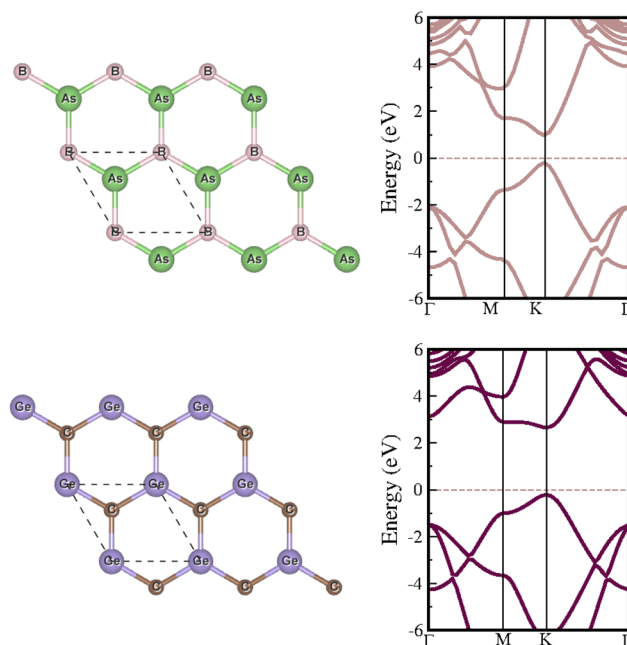 B B B
As As As
B B B
As As As
B B B
As As As
Energy (eV)
6
4
2
0
-2
-4
-6
Γ M K
Ge Ge Ge
C C C
Ge Ge Ge
C C C
Ge Ge Ge
C C C
Energy (eV)
6
4
2
0
-2
-4
-6
Γ M K